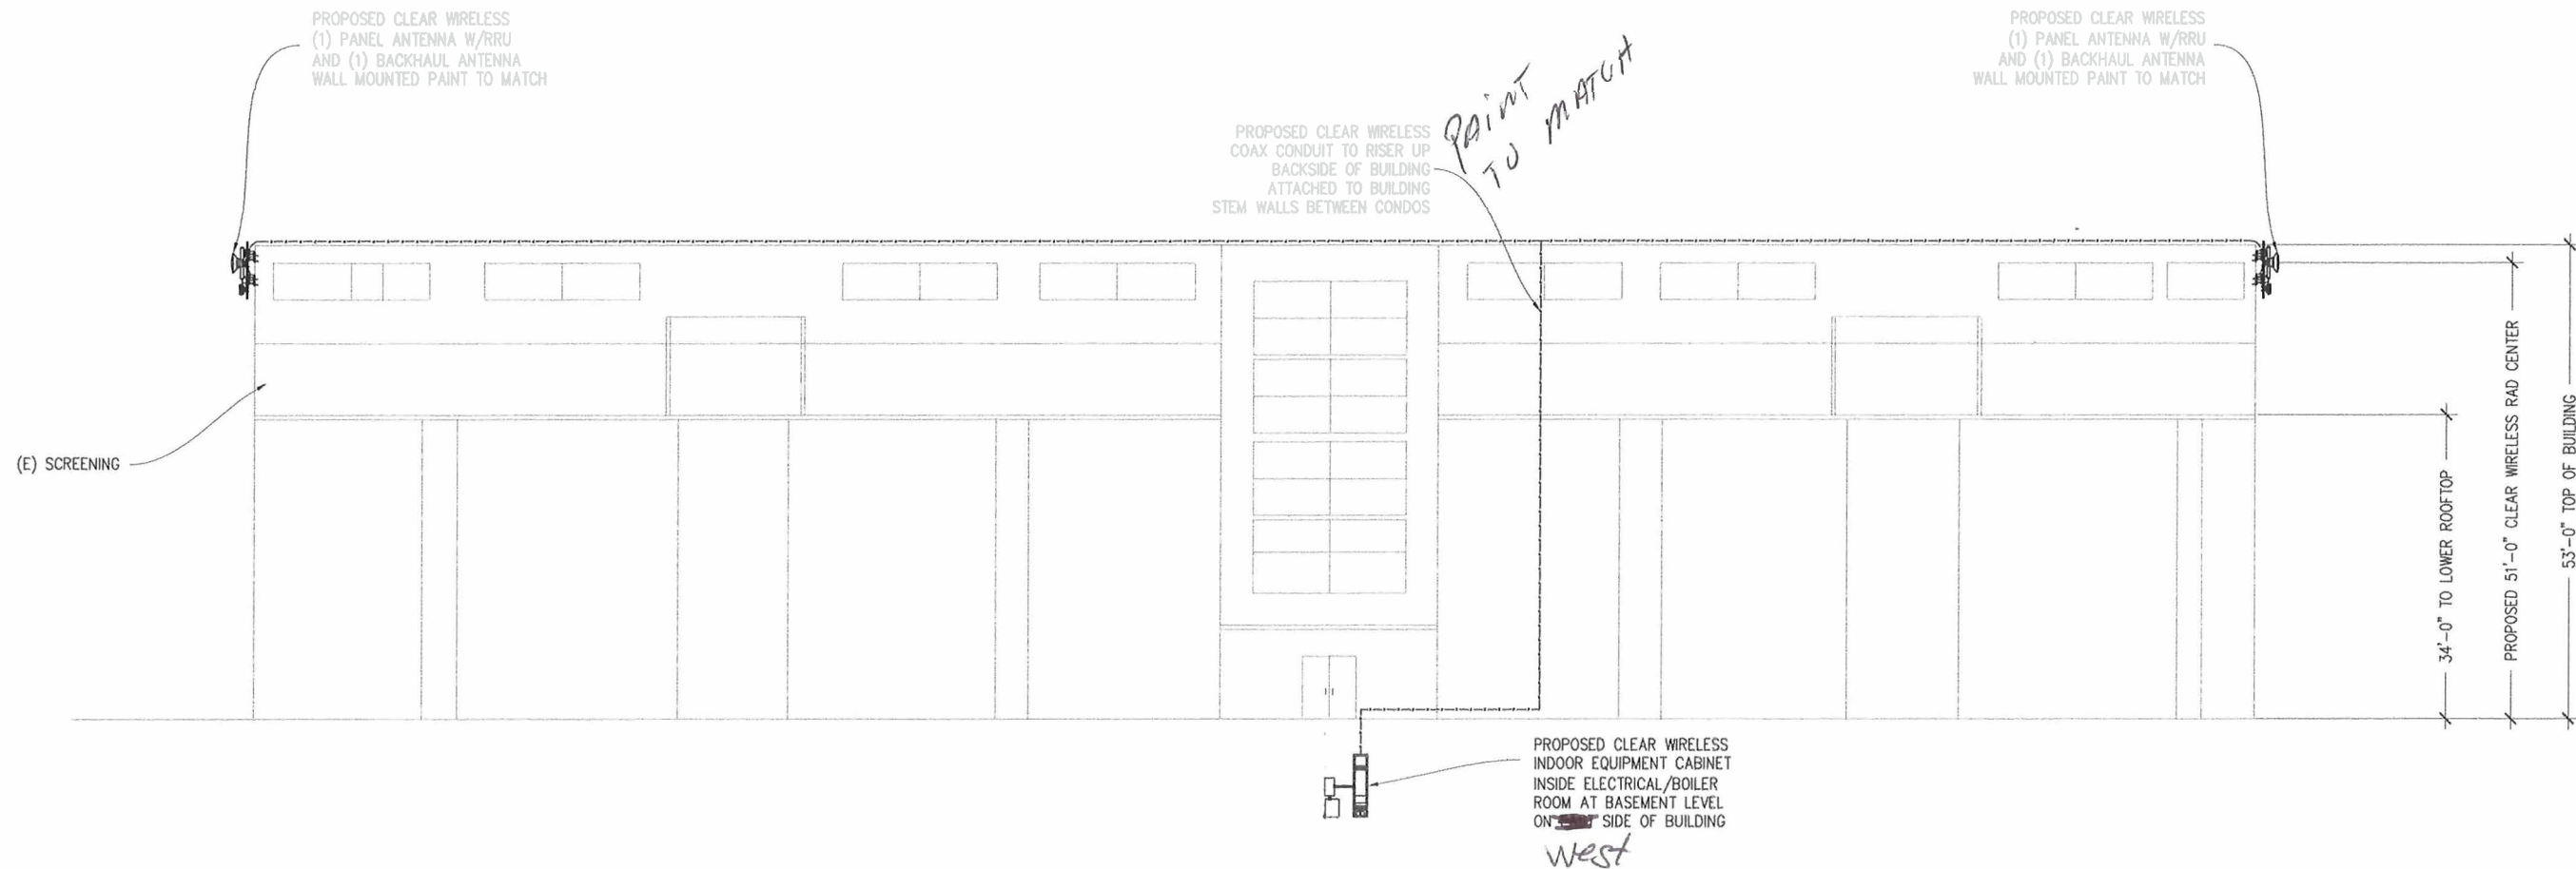 PROPOSED CLEAR WIRELESS
(1) PANEL ANTENNA W/RRU
AND (1) BACKHAUL ANTENNA
WALL MOUNTED PAINT TO MATCH
PROPOSED CLEAR WIRELESS
(1) PANEL ANTENNA W/RRU
AND (1) BACKHAUL ANTENNA
WALL MOUNTED PAINT TO MATCH
PROPOSED CLEAR WIRELESS
COAX CONDUIT TO RISER UP
BACKSIDE OF BUILDING
ATTACHED TO BUILDING
STEM WALLS BETWEEN CONDOS
PAINT
TO MATCH
(E) SCREENING
34'-0" TO LOWER ROOFTOP
PROPOSED 51'-0" CLEAR WIRELESS RAD CENTER
53'-0" TOP OF BUILDING
PROPOSED CLEAR WIRELESS
INDOOR EQUIPMENT CABINET
INSIDE ELECTRICAL/BOILER
ROOM AT BASEMENT LEVEL
ON SIDE OF BUILDING
West